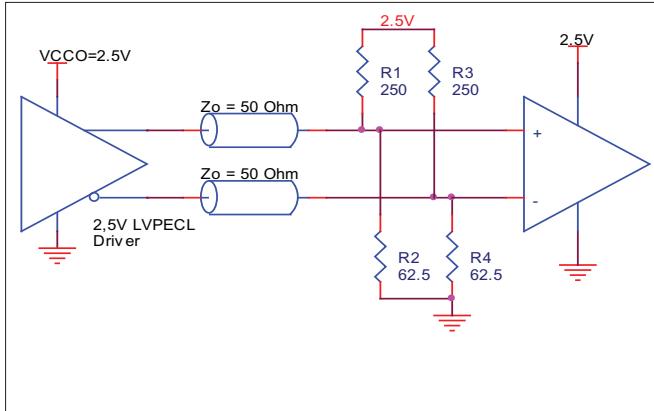 2.5V
VCCO=2.5V
2.5V
R1
250
R3
250
Zo = 50 Ohm
+
Zo = 50 Ohm
-
2,5V LVPECL
Driver
R2
62.5
R4
62.5